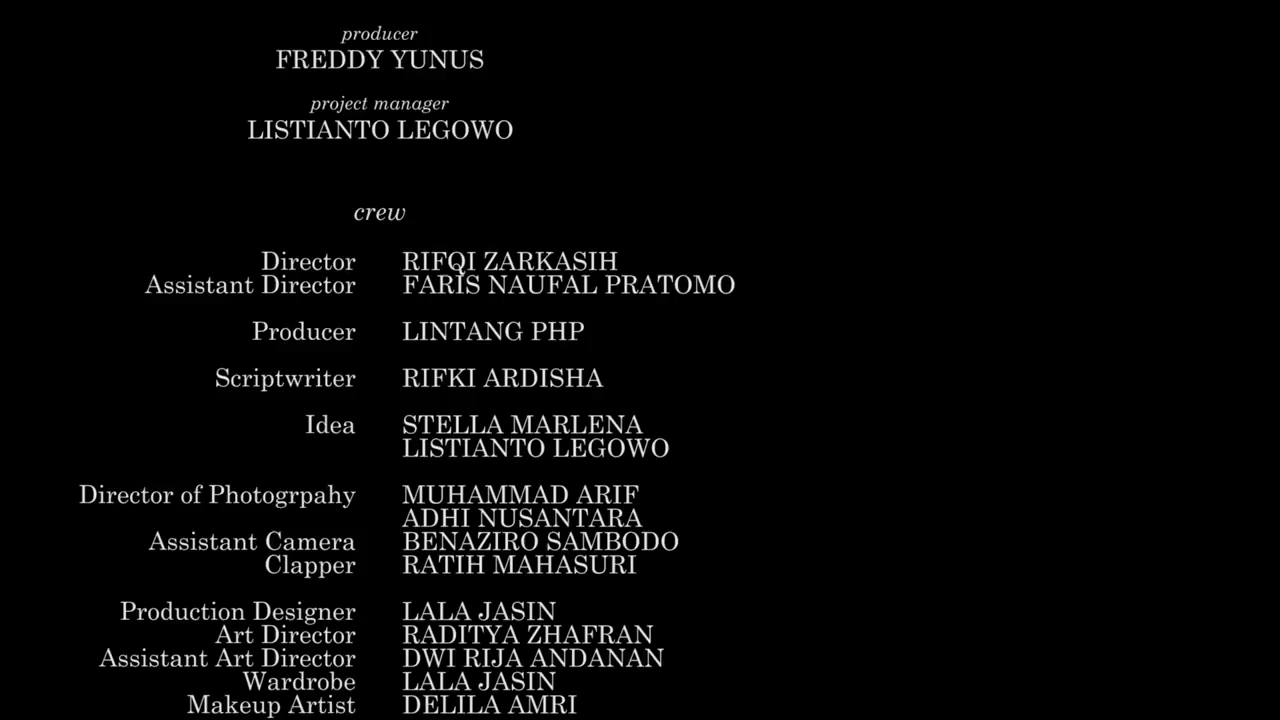 producer
FREDDY YUNUS
project manager
LISTIANTO LEGOWO
crew
Director RIFQI ZARKASIH
Assistant Director FARIS NAUFAL PRATOMO
Producer LINTANG PHP
Scriptwriter RIFKI ARDISHA
Idea STELLA MARLENA
LISTIANTO LEGOWO
Director of Photogrpahy MUHAMMAD ARIF
ADHI NUSANTARA
Assistant Camera BENAZIRO SAMBODO
Clapper RATIH MAHASURI
Production Designer LALA JASIN
Art Director RADITYA ZHAFRAN
Assistant Art Director DWI RIJA ANDANAN
Wardrobe LALA JASIN
Makeup Artist DELILA AMRI